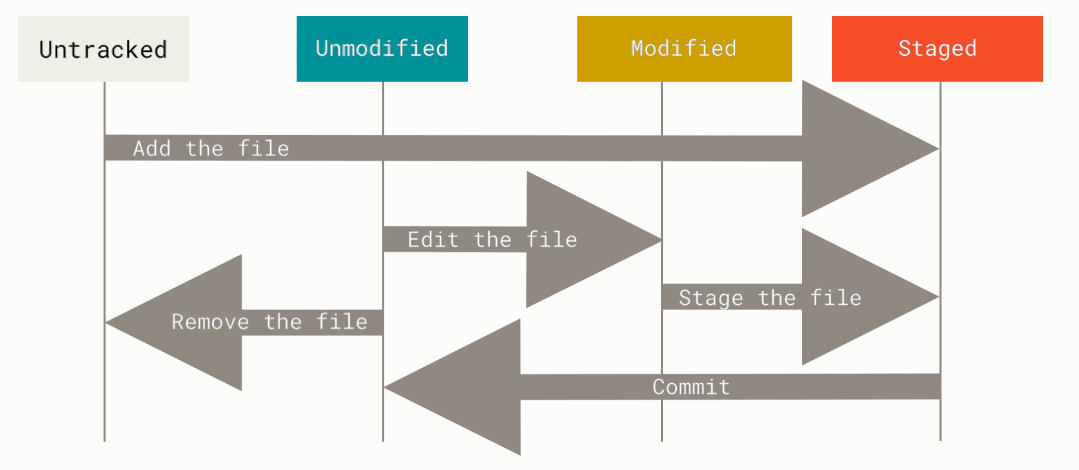 Untracked
Unmodified
Modified
Staged
Add the file
Edit the file
Stage the file
Remove the file
Commit